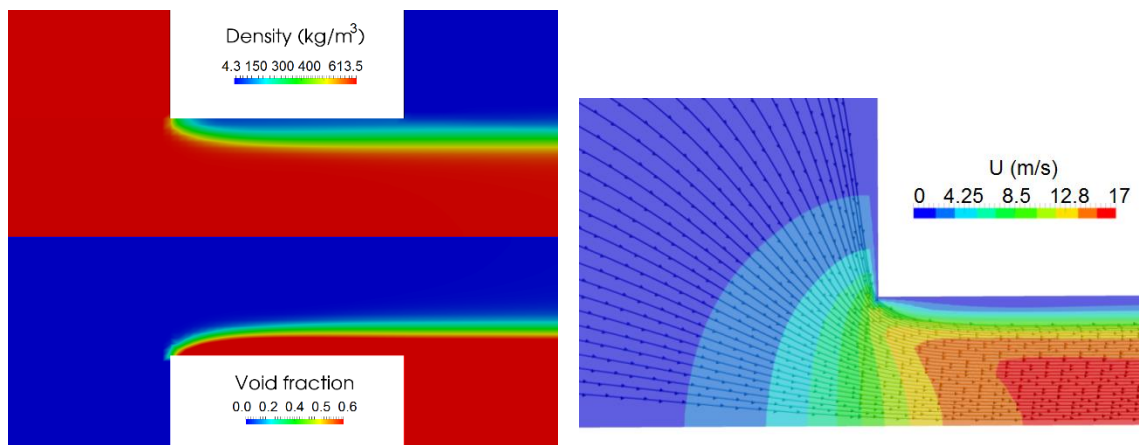 Density (kg/m³)
4.3 150 300 400 613.5
Void fraction
0.0 0.2 0.4 0.5 0.6
U (m/s)
0 4.25 8.5 12.8 17